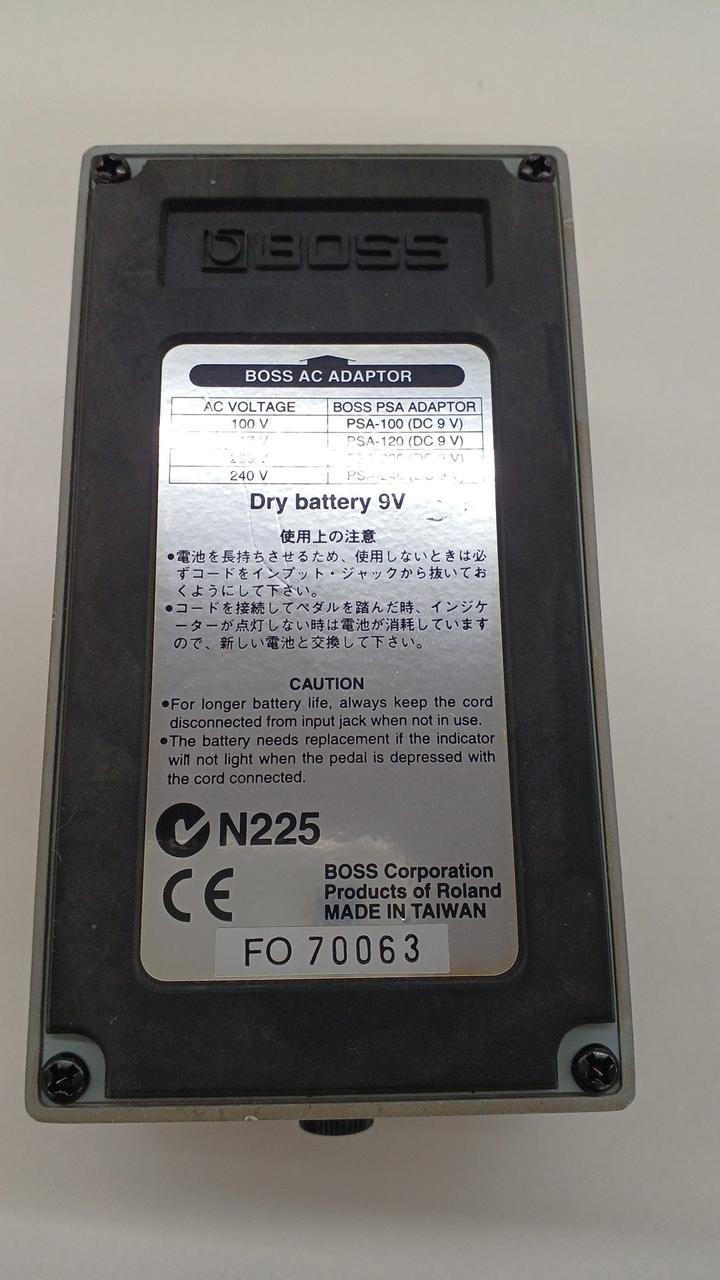 BOSS
BOSS AC ADAPTOR
AC VOLTAGE BOSS PSA ADAPTOR
100 V PSA-100 (DC 9 V)
V PSA-120 (DC 9 V)
V (DC 9 V)
240 V PSA-240 (DC 9 V)
Dry battery 9V
使用上の注意
●電池を長持ちさせるため、使用しないときは必
ずコードをインプット・ジャックから抜いてお
くようにして下さい。
●コードを接続してペダルを踏んだ時、インジケ
ーターが点灯しない時は電池が消耗しています
ので、新しい電池と交換して下さい。
CAUTION
●For longer battery life, always keep the cord
disconnected from input jack when not in use.
●The battery needs replacement if the indicator
will not light when the pedal is depressed with
the cord connected.
N225
CE
BOSS Corporation
Products of Roland
MADE IN TAIWAN
FO 70063